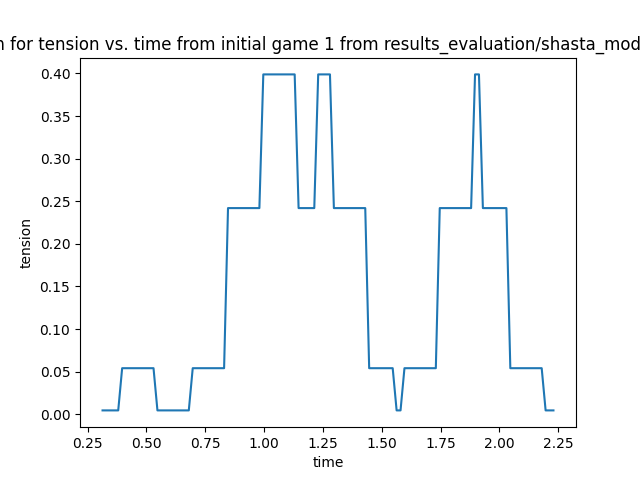 for tension vs. time from initial game 1 from results_evaluation/shasta_mod
0.40
0.35
0.30
0.25
0.20
0.15
0.10
0.05
0.00
tension
0.25 0.50 0.75 1.00 1.25 1.50 1.75 2.00 2.25
time